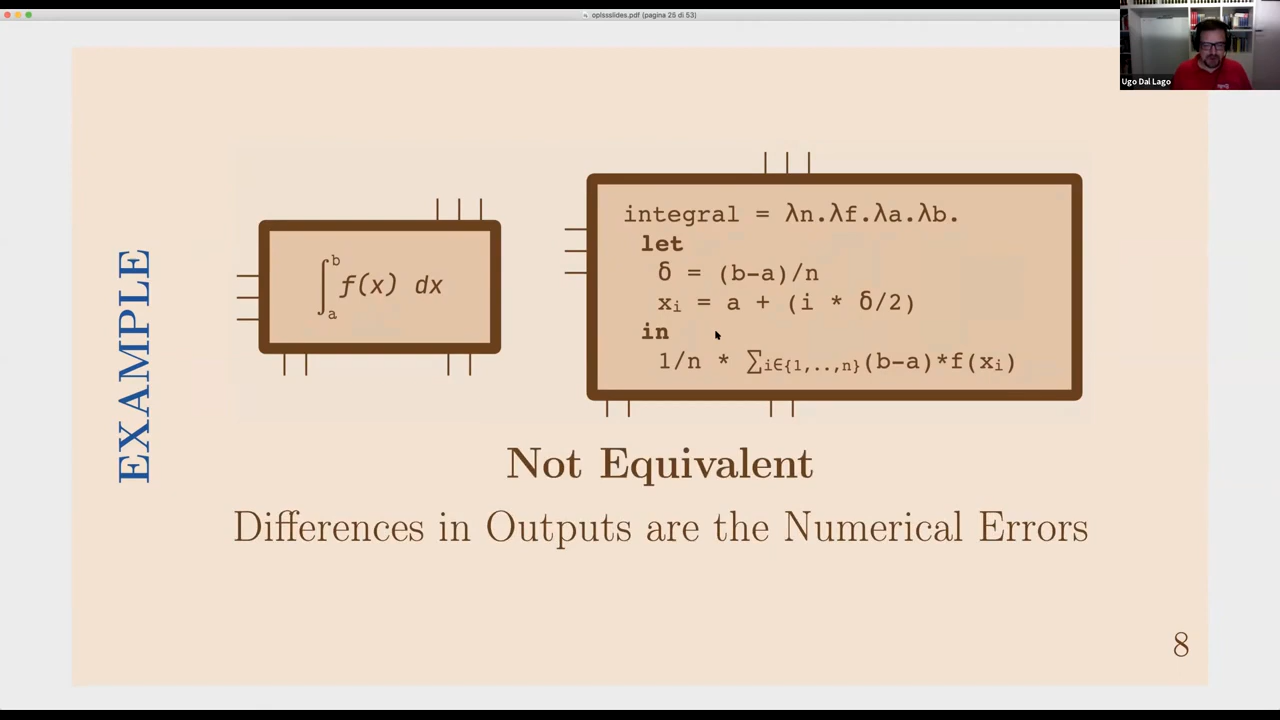 oplssslides.pdf (pagina 25 di 53)
Ugo Dal Lago
EXAMPLE
∫ₐᵇ f(x) dx
integral = λn.λf.λa.λb.
let
δ = (b-a)/n
xᵢ = a + (i * δ/2)
in
1/n * ∑i∈{1,..,n}(b-a)*f(xᵢ)
Not Equivalent
Differences in Outputs are the Numerical Errors
8